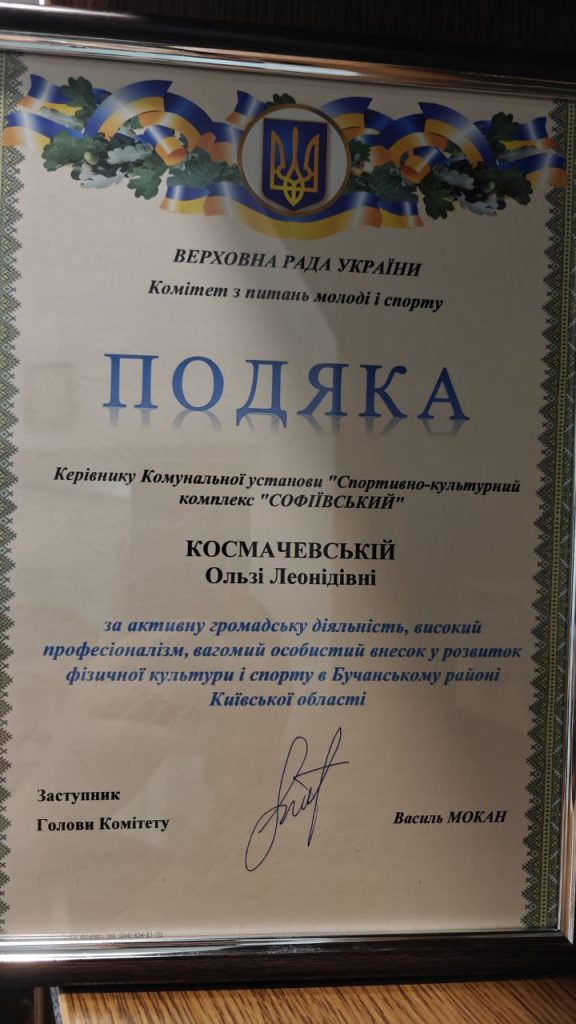 ВЕРХОВНА РАДА УКРАЇНИ
Комітет з питань молоді і спорту
ПОДЯКА
Керівнику Комунальної установи "Спортивно-культурний
комплекс "СОФІЇВСЬКИЙ"
КОСМАЧЕВСЬКІЙ
Ользі Леонідівні
за активну громадську діяльність, високий
професіоналізм, вагомий особистий внесок у розвиток
фізичної культури і спорту в Бучанському районі
Київської області
Заступник
Голови Комітету
Василь МОКАН